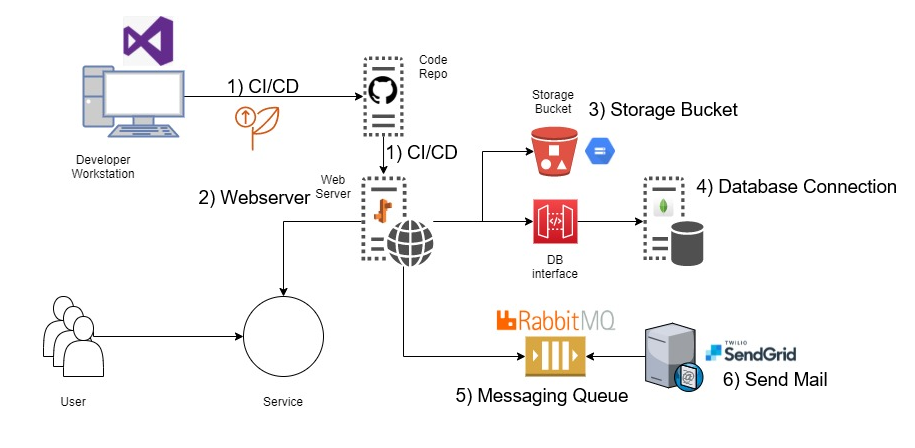 1) CI/CD
Code
Repo
Developer
Workstation
1) CI/CD
Storage
Bucket
3) Storage Bucket
2) Webserver
Web
Server
4) Database Connection
DB
interface
RabbitMQ
TWILIO
SendGrid
6) Send Mail
5) Messaging Queue
User
Service